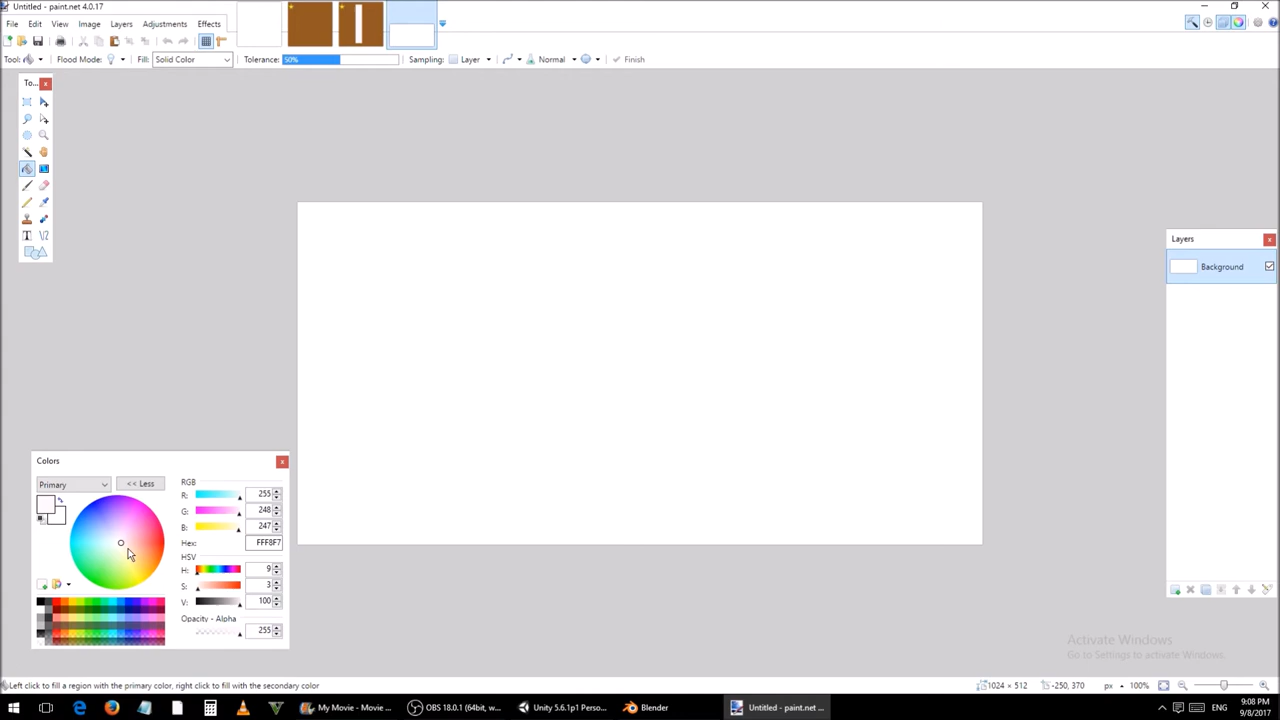 Untitled - paint.net 4.0.17
File Edit View Image Layers Adjustments Effects
Tool: Flood Mode: Fill: Solid Color Tolerance: 50% Sampling: Layer Normal Finish
To...
Layers
Background
Colors
Primary << Less
RGB
R: 255
G: 248
B: 247
Hex: FFF8F7
HSV
H: 9
S: 3
V: 100
Opacity - Alpha
255
Activate Windows
Go to Settings to activate Windows.
Left click to fill a region with the primary color, right click to fill with the secondary color
1024 × 512 -250, 370 px 100%
My Movie - Movie ... OBS 18.0.1 (64bit, w... Unity 5.6.1p1 Perso... Blender Untitled - paint.net ...
ENG 9:08 PM
9/8/2017